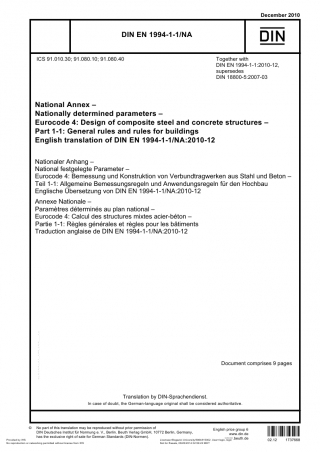 December 2010
DIN EN 1994-1-1/NA
DIN
ICS 91.010.30; 91.080.10; 91.080.40
Together with
DIN EN 1994-1-1:2010-12,
supersedes
DIN 18800-5:2007-03
National Annex –
Nationally determined parameters –
Eurocode 4: Design of composite steel and concrete structures –
Part 1-1: General rules and rules for buildings
English translation of DIN EN 1994-1-1/NA:2010-12
Nationaler Anhang –
National festgelegte Parameter –
Eurocode 4: Bemessung und Konstruktion von Verbundtragwerken aus Stahl und Beton –
Teil 1-1: Allgemeine Bemessungsregeln und Anwendungsregeln für den Hochbau
Englische Übersetzung von DIN EN 1994-1-1/NA:2010-12
Annexe Nationale –
Paramètres déterminés au plan national –
Eurocode 4: Calcul des structures mixtes acier-béton –
Partie 1-1: Règles générales et règles pour les bâtiments
Traduction anglaise de DIN EN 1994-1-1/NA:2010-12
Document comprises 9 pages
Translation by DIN-Sprachendienst.
In case of doubt, the German-language original shall be considered authoritative.
© No part of this translation may be reproduced without prior permission of
DIN Deutsches Institut für Normung e. V., Berlin. Beuth Verlag GmbH, 10772 Berlin, Germany,
has the exclusive right of sale for German Standards (DIN-Normen).
English price group 8
www.din.de
www.beuth.de